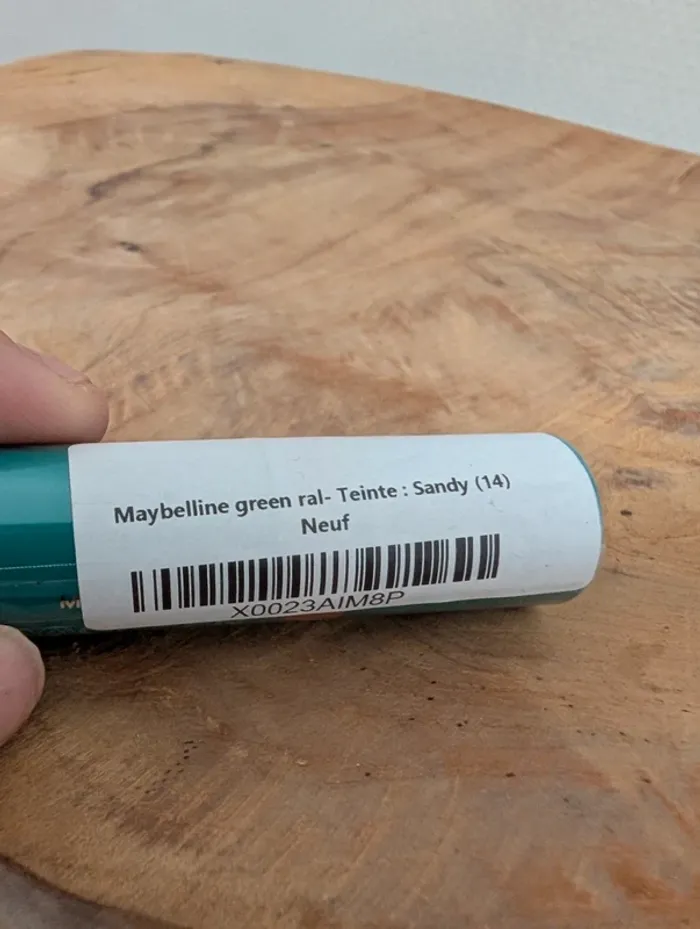 Maybelline green ral- Teinte : Sandy (14)
Neuf
X0023AIM8P